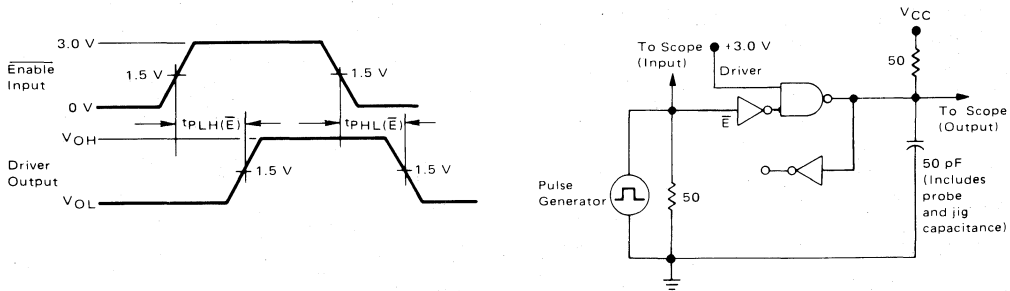 3.0 V
Enable
Input
1.5 V
1.5 V
0 V
tPLH(E)
tPHL(E)
VOH
Driver
Output
1.5 V
1.5 V
VOL
To Scope
(Input)
+3.0 V
Driver
E
Pulse
Generator
50
VCC
50
To Scope
(Output)
50 pF
(Includes
probe
and jig
capacitance)